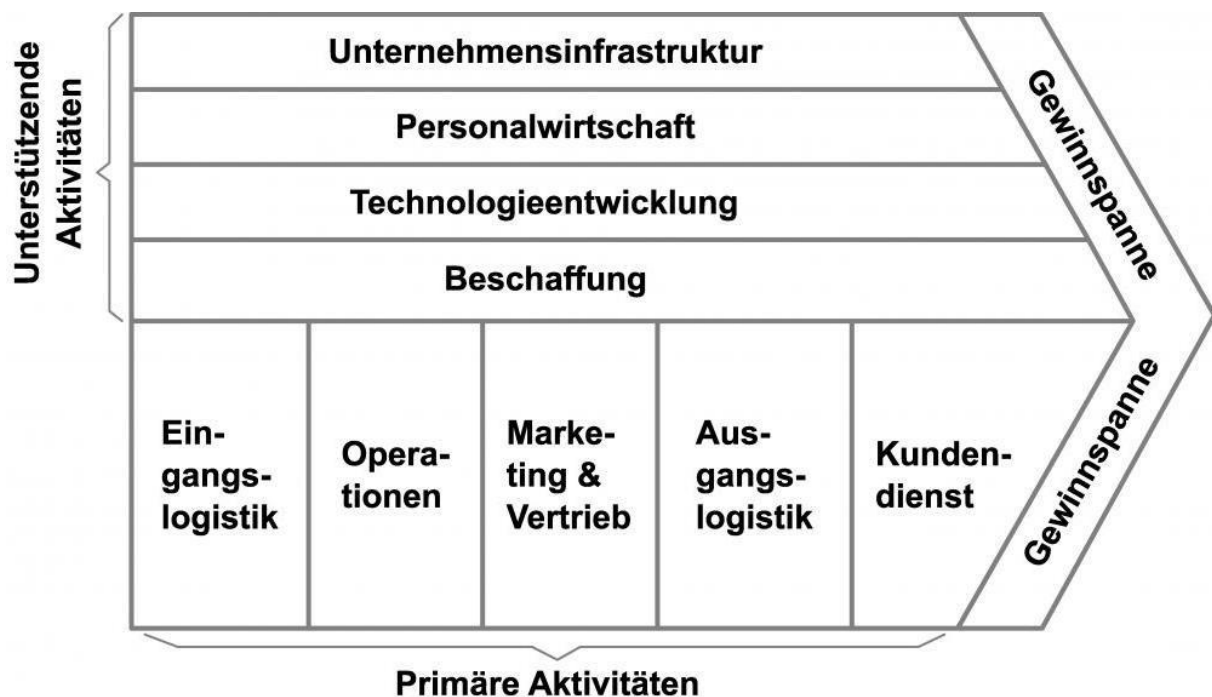 Unterstützende
Aktivitäten
Unternehmensinfrastruktur
Personalwirtschaft
Technologieentwicklung
Beschaffung
Gewinnspanne
Ein-
gangs-
logistik
Opera-
tionen
Marke-
ting &
Vertrieb
Aus-
gangs-
logistik
Kunden-
dienst
Gewinnspanne
Primäre Aktivitäten